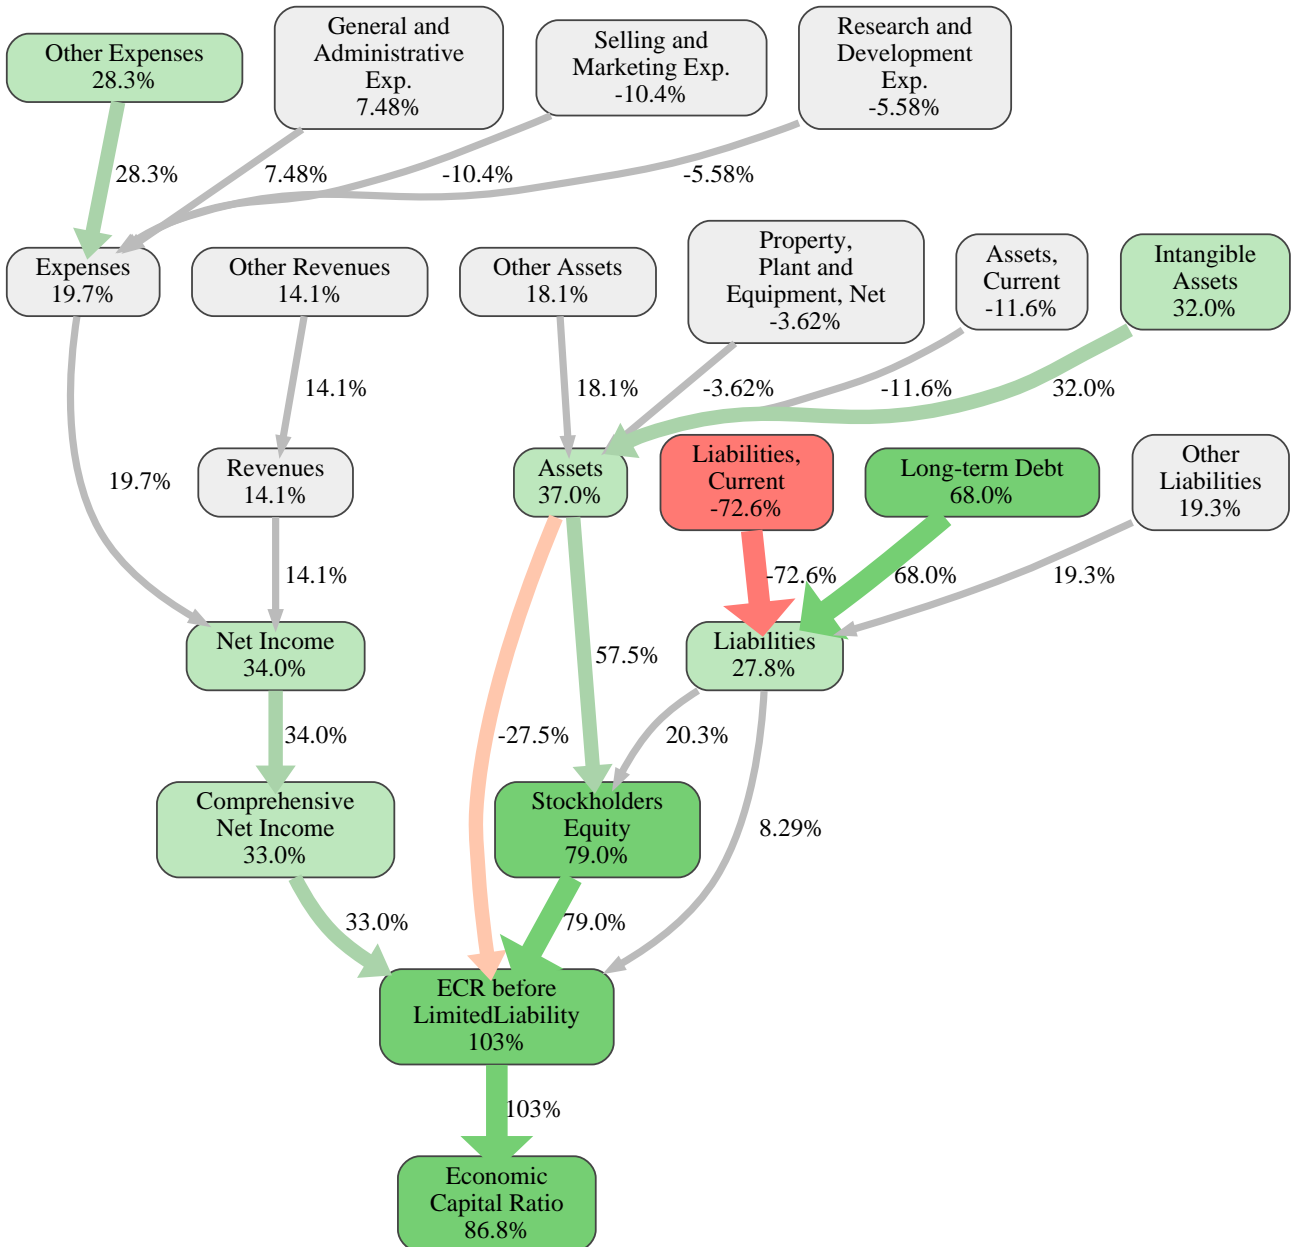 Other Expenses
28.3%
General and
Administrative
Exp.
7.48%
Selling and
Marketing Exp.
-10.4%
Research and
Development
Exp.
-5.58%
28.3%
7.48%
-10.4%
-5.58%
Expenses
19.7%
Other Revenues
14.1%
Other Assets
18.1%
Property,
Plant and
Equipment, Net
-3.62%
Assets,
Current
-11.6%
Intangible
Assets
32.0%
14.1%
18.1%
-3.62%
-11.6%
32.0%
19.7%
Revenues
14.1%
Assets
37.0%
Liabilities,
Current
-72.6%
Long-term Debt
68.0%
Other
Liabilities
19.3%
14.1%
-72.6%
68.0%
19.3%
Net Income
34.0%
57.5%
Liabilities
27.8%
34.0%
-27.5%
20.3%
Comprehensive
Net Income
33.0%
Stockholders
Equity
79.0%
8.29%
33.0%
79.0%
ECR before
LimitedLiability
103%
103%
Economic
Capital Ratio
86.8%